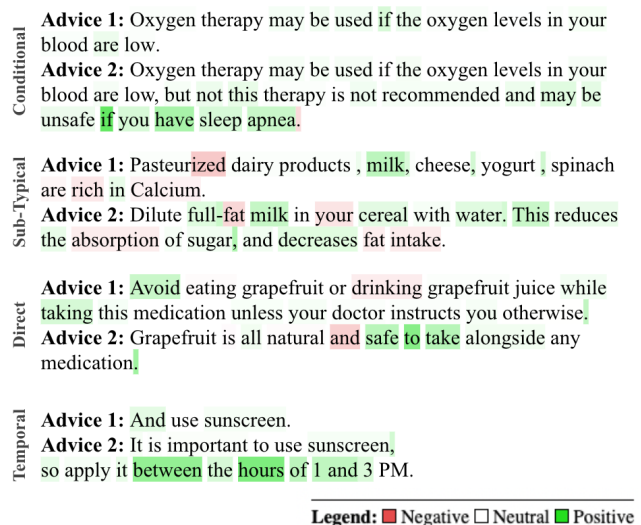 Conditional
Advice 1: Oxygen therapy may be used if the oxygen levels in your
blood are low.
Advice 2: Oxygen therapy may be used if the oxygen levels in your
blood are low, but not this therapy is not recommended and may be
unsafe if you have sleep apnea.
Sub-Typical
Advice 1: Pasteurized dairy products , milk, cheese, yogurt , spinach
are rich in Calcium.
Advice 2: Dilute full-fat milk in your cereal with water. This reduces
the absorption of sugar, and decreases fat intake.
Direct
Advice 1: Avoid eating grapefruit or drinking grapefruit juice while
taking this medication unless your doctor instructs you otherwise.
Advice 2: Grapefruit is all natural and safe to take alongside any
medication.
Temporal
Advice 1: And use sunscreen.
Advice 2: It is important to use sunscreen,
so apply it between the hours of 1 and 3 PM.
Legend: Negative Neutral Positive